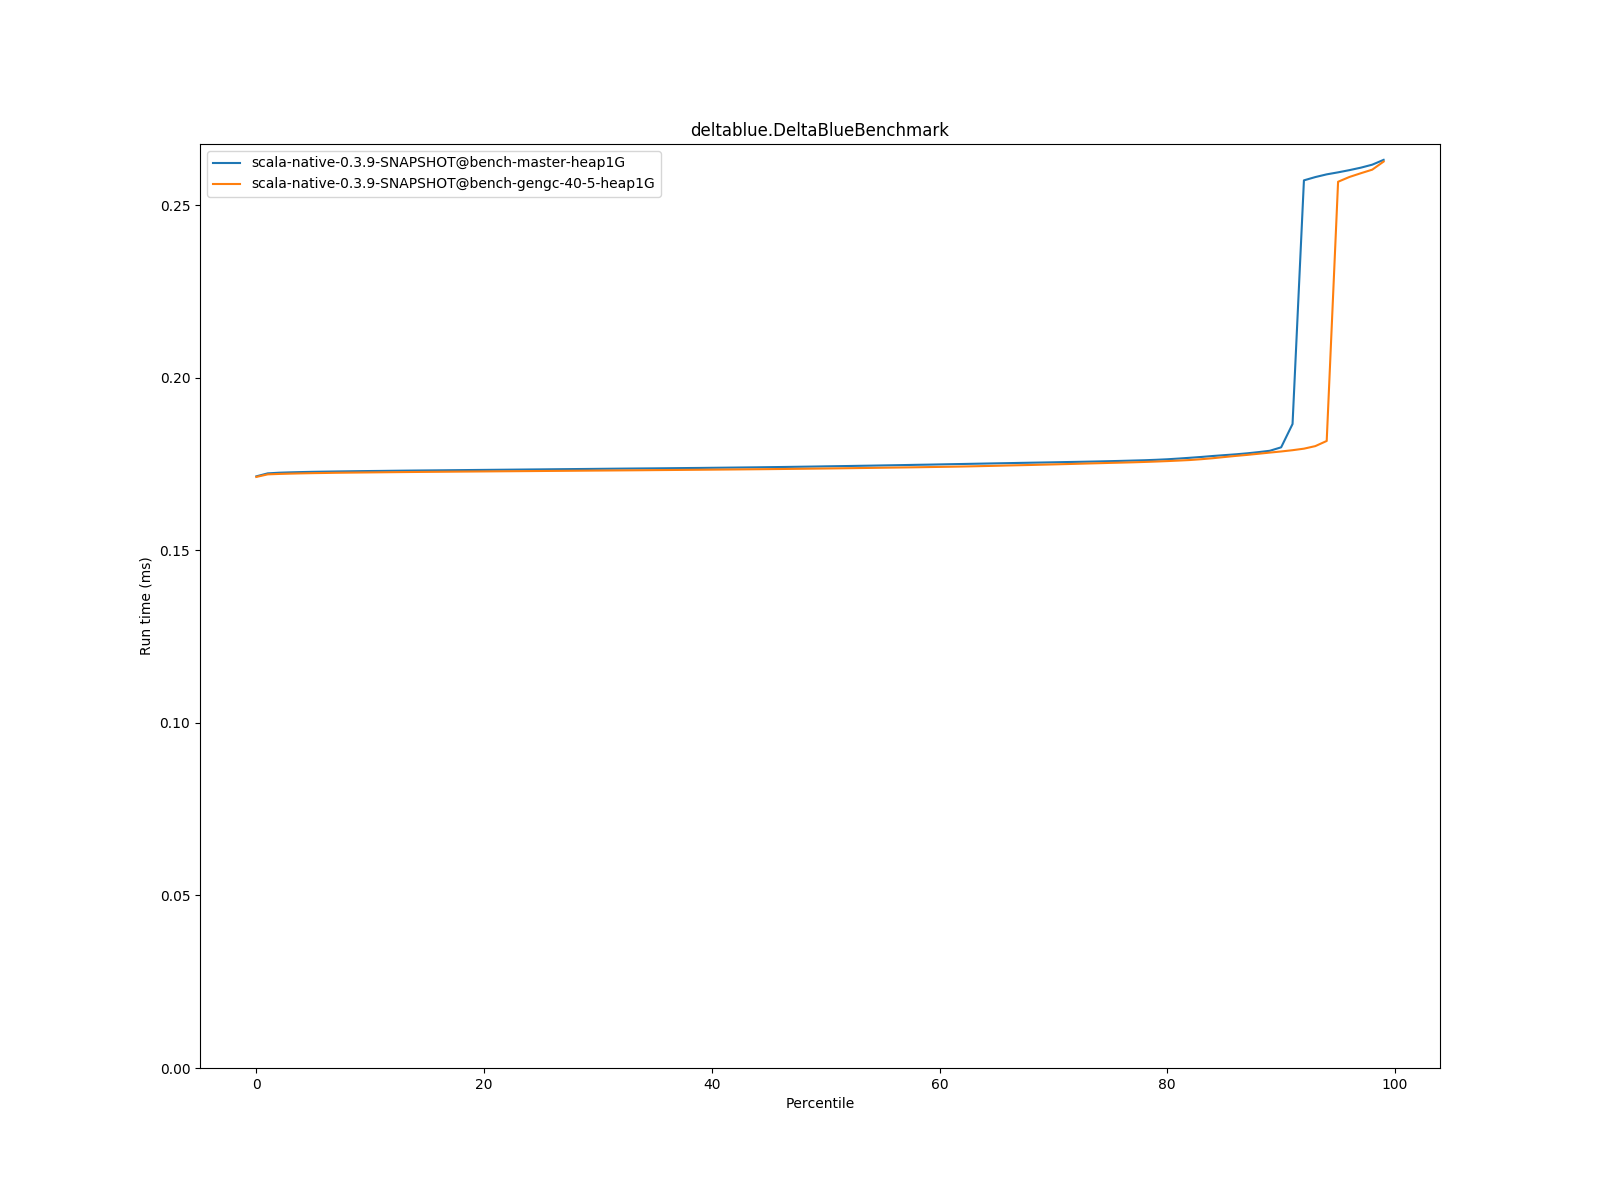 deltablue.DeltaBlueBenchmark
scala-native-0.3.9-SNAPSHOT@bench-master-heap1G
scala-native-0.3.9-SNAPSHOT@bench-gengc-40-5-heap1G
0.25
0.20
0.15
0.10
0.05
0.00
Run time (ms)
0 20 40 60 80 100
Percentile